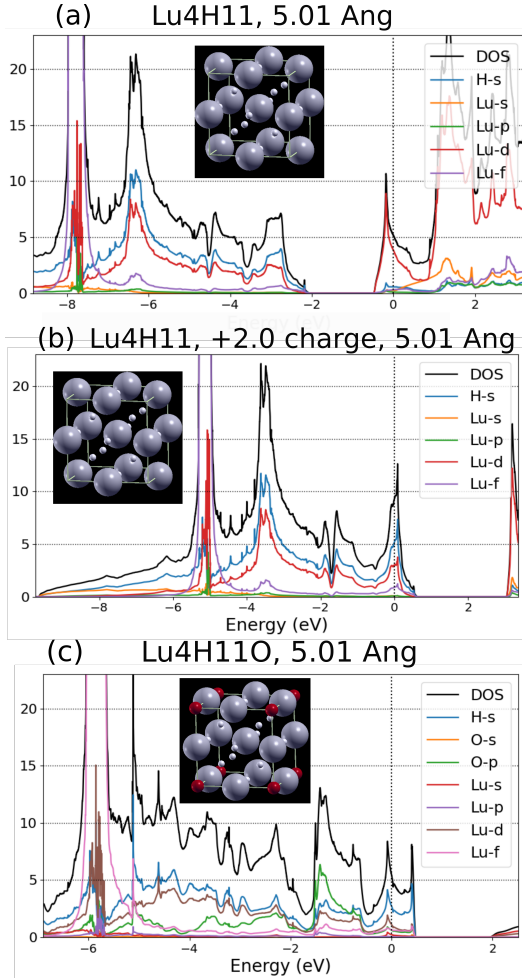 (a) Lu4H11, 5.01 Ang
20
15
10
5
0
−8 −6 −4 −2 0 2
DOS
H-s
Lu-s
Lu-p
Lu-d
Lu-f
(b) Lu4H11, +2.0 charge, 5.01 Ang
20
15
10
5
0
−8 −6 −4 −2 0 2
Energy (eV)
DOS
H-s
Lu-s
Lu-p
Lu-d
Lu-f
(c) Lu4H11O, 5.01 Ang
20
15
10
5
0
−6 −4 −2 0 2
Energy (eV)
DOS
H-s
O-s
O-p
Lu-s
Lu-p
Lu-d
Lu-f